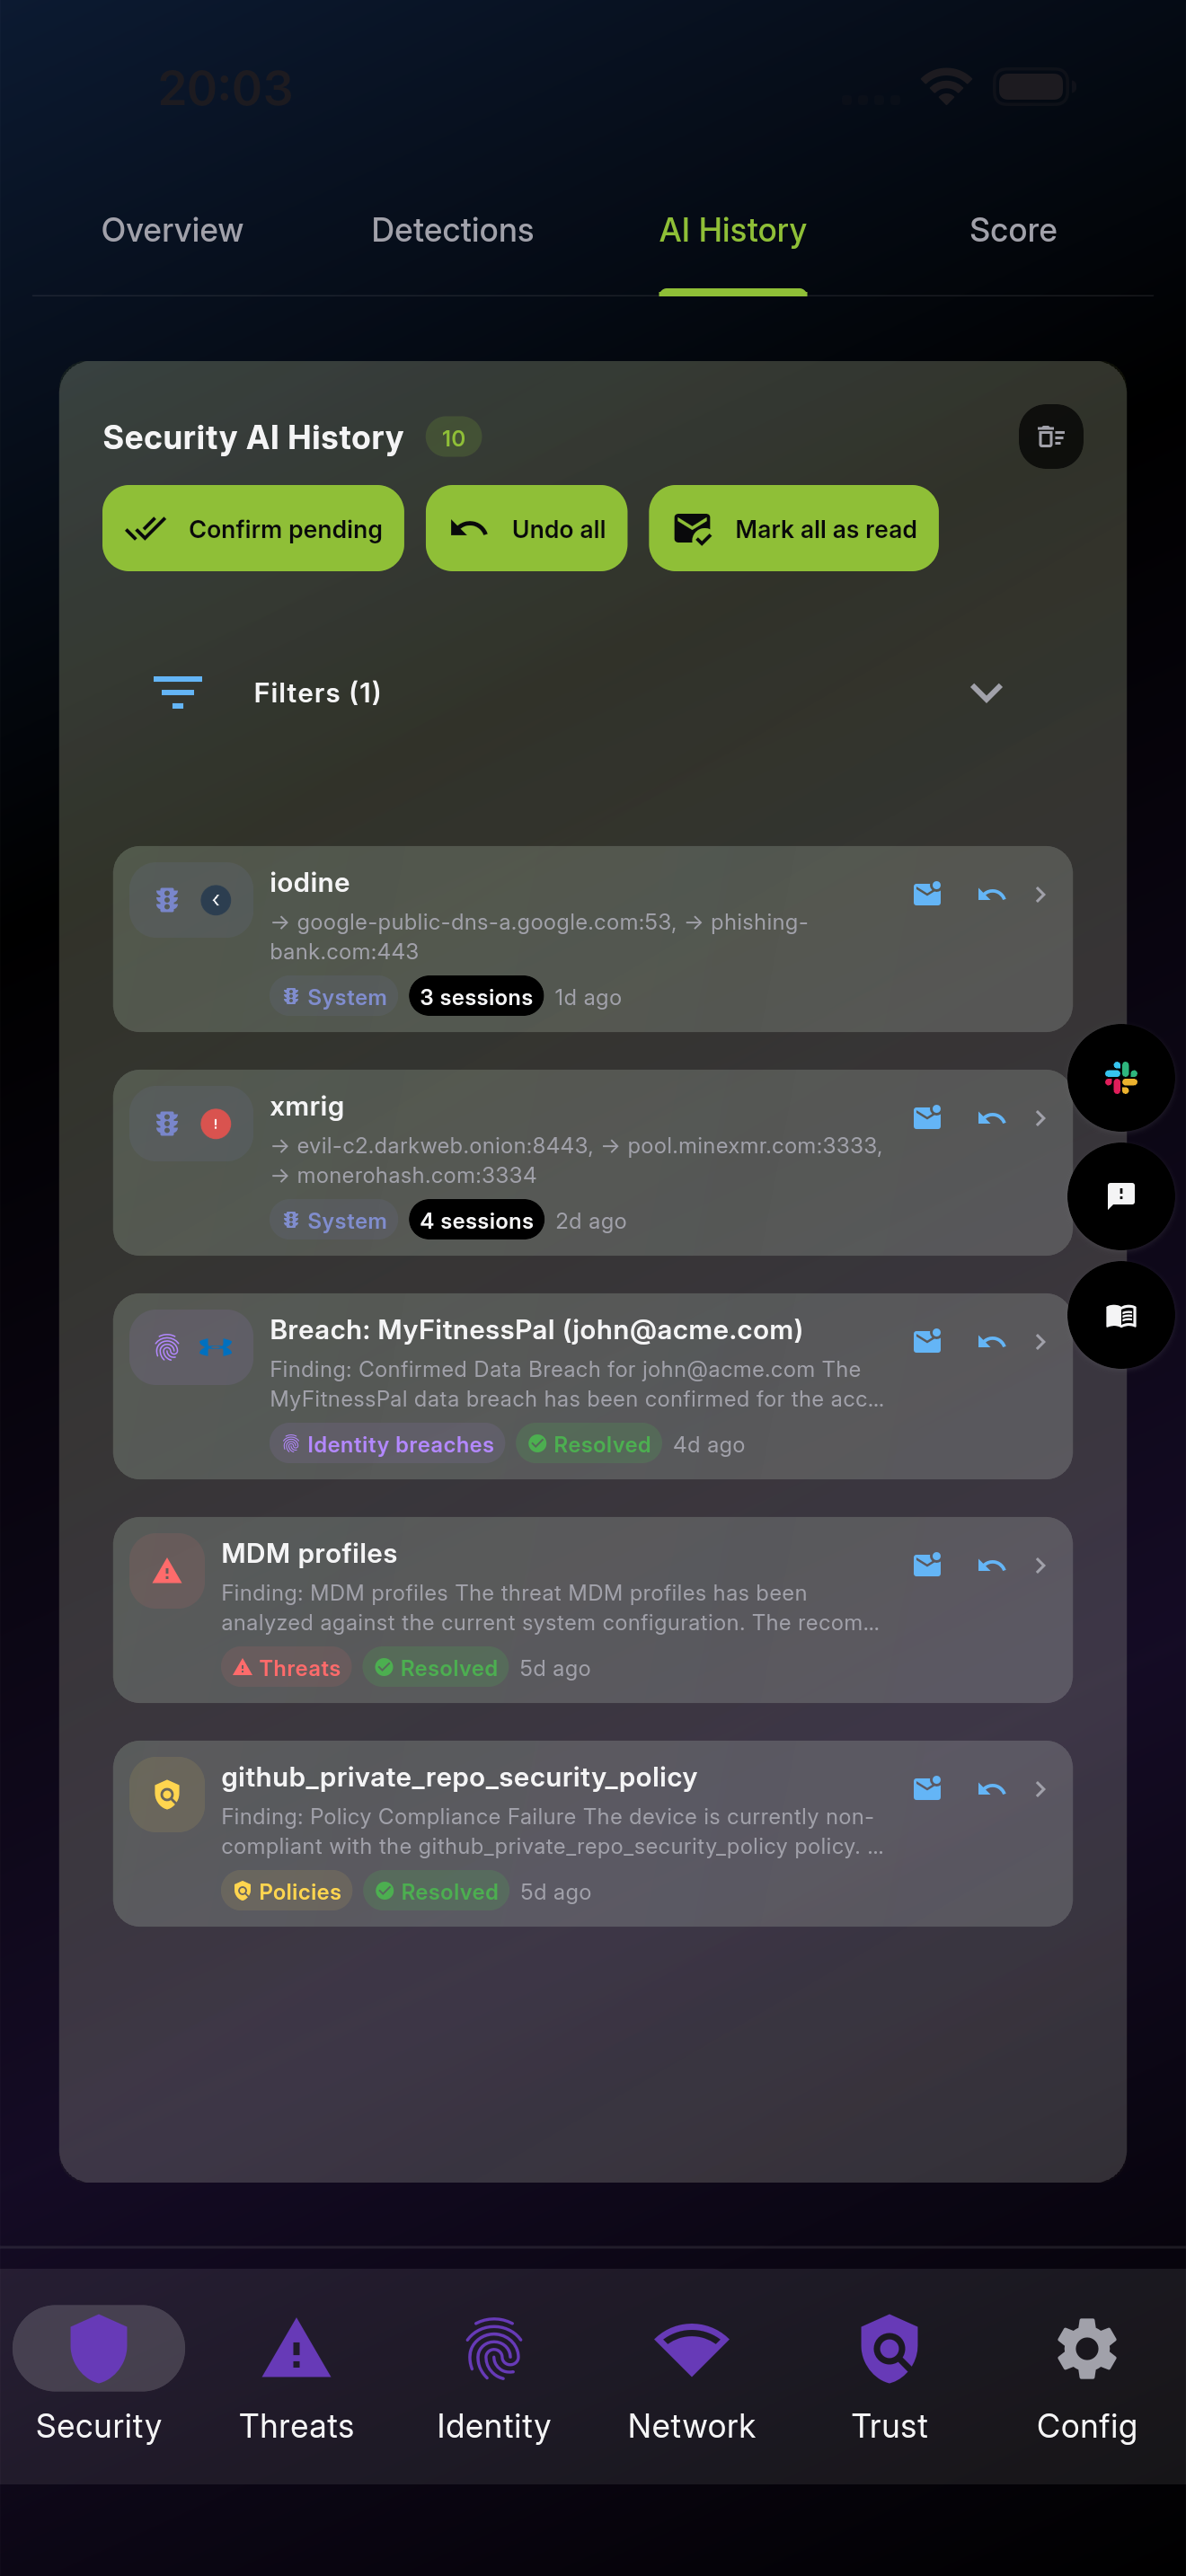 20:03
Overview
Detections
AI History
Score
Security AI History
10
Confirm pending
Undo all
Mark all as read
Filters (1)
iodine
→ google-public-dns-a.google.com:53, → phishing-
bank.com:443
System
3 sessions
1d ago
xmrig
→ evil-c2.darkweb.onion:8443, → pool.minexmr.com:3333,
→ monerohash.com:3334
System
4 sessions
2d ago
Breach: MyFitnessPal (john@acme.com)
Finding: Confirmed Data Breach for john@acme.com The
MyFitnessPal data breach has been confirmed for the acc...
Identity breaches
Resolved
4d ago
MDM profiles
Finding: MDM profiles The threat MDM profiles has been
analyzed against the current system configuration. The recom...
Threats
Resolved
5d ago
github_private_repo_security_policy
Finding: Policy Compliance Failure The device is currently non-
compliant with the github_private_repo_security_policy policy. ...
Policies
Resolved
5d ago
Security
Threats
Identity
Network
Trust
Config